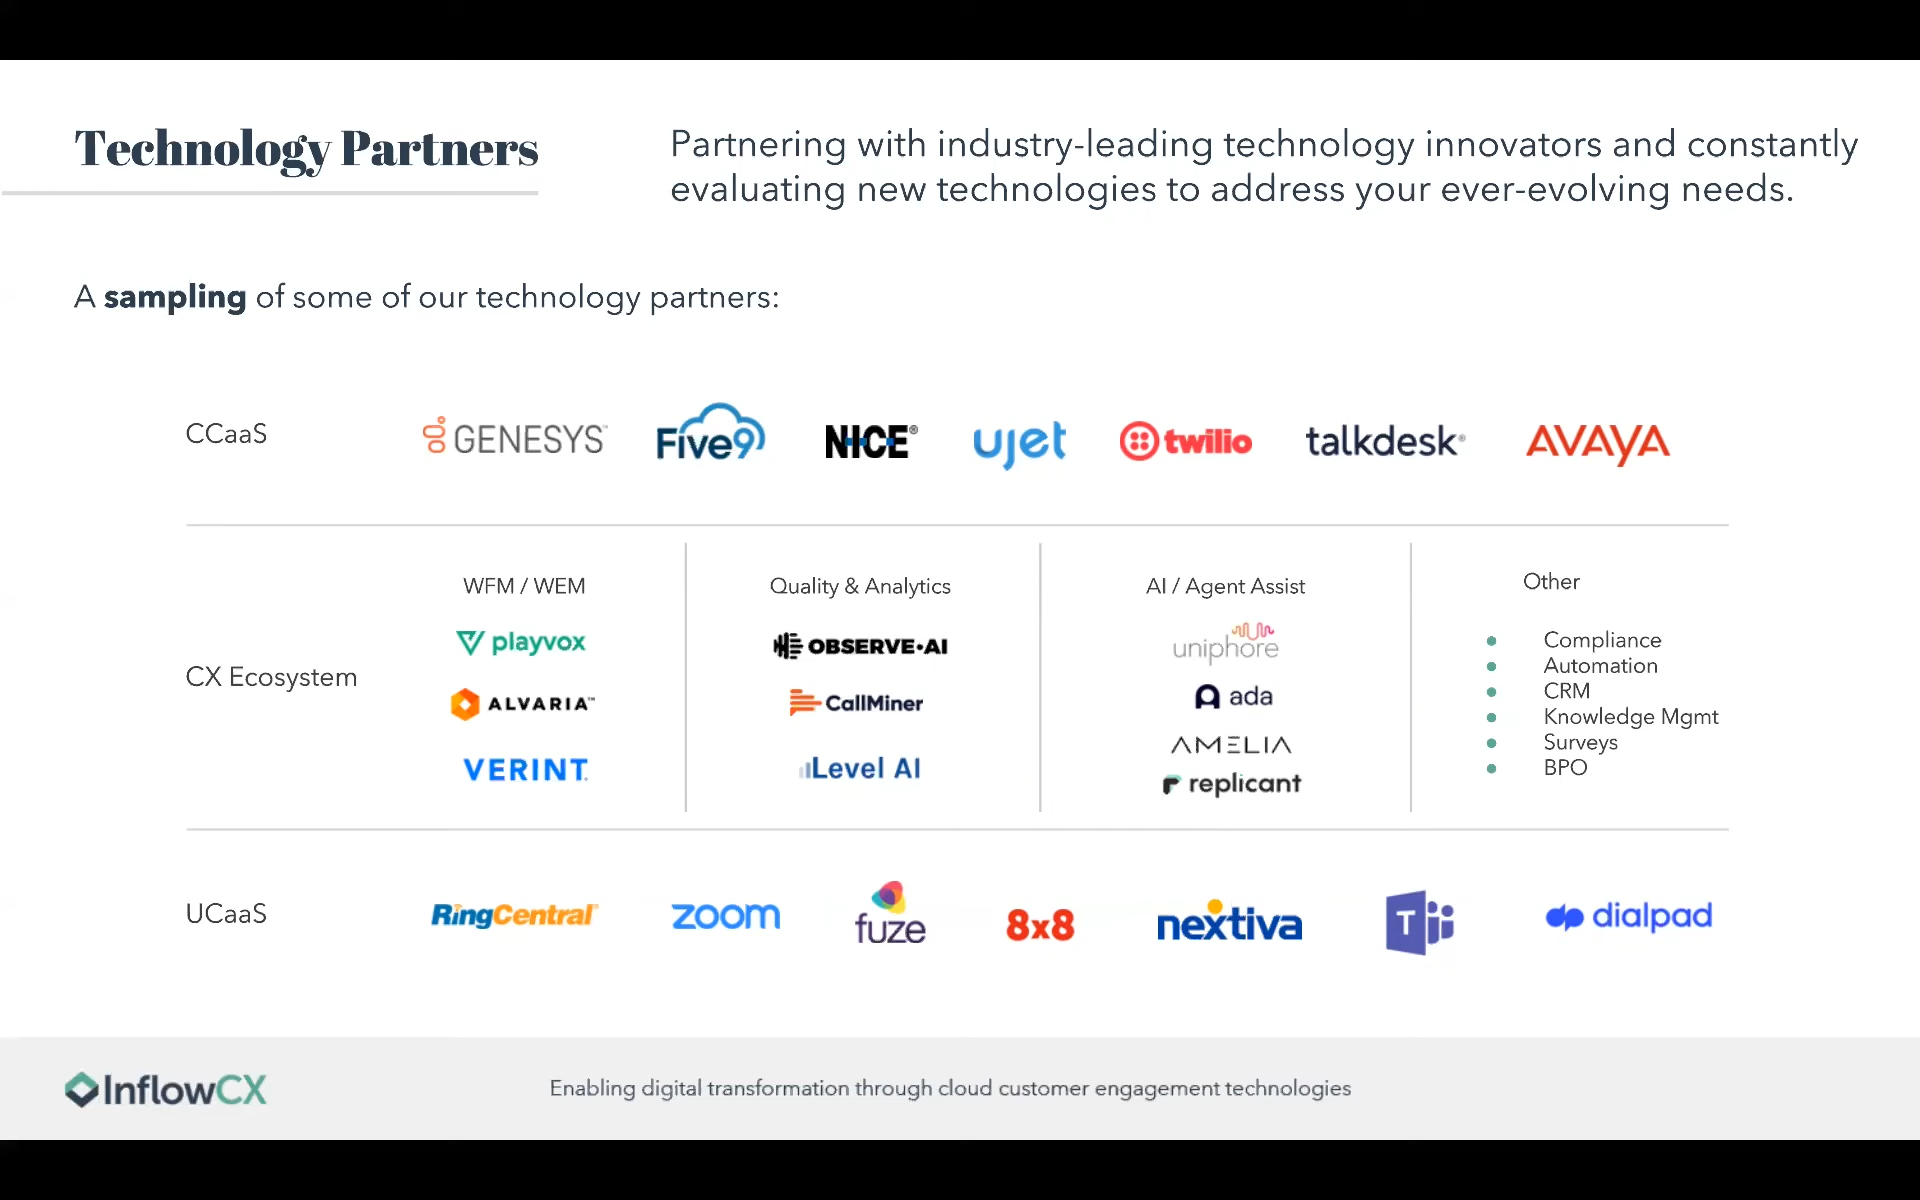 Technology Partners
Partnering with industry-leading technology innovators and constantly
evaluating new technologies to address your ever-evolving needs.
A sampling of some of our technology partners:
CCaaS
GENESYS™
Five9
NICE®
ujet
twilio
talkdesk®
AVAYA
CX Ecosystem
WFM / WEM
playvox
ALVARIA™
VERINT.
Quality & Analytics
OBSERVE•AI
CallMiner
Level AI
AI / Agent Assist
uniphore
ada
AMELIA
replicant
Other
Compliance
Automation
CRM
Knowledge Mgmt
Surveys
BPO
UCaaS
RingCentral
zoom
fuze
8x8
nextiva
T
dialpad
InflowCX
Enabling digital transformation through cloud customer engagement technologies